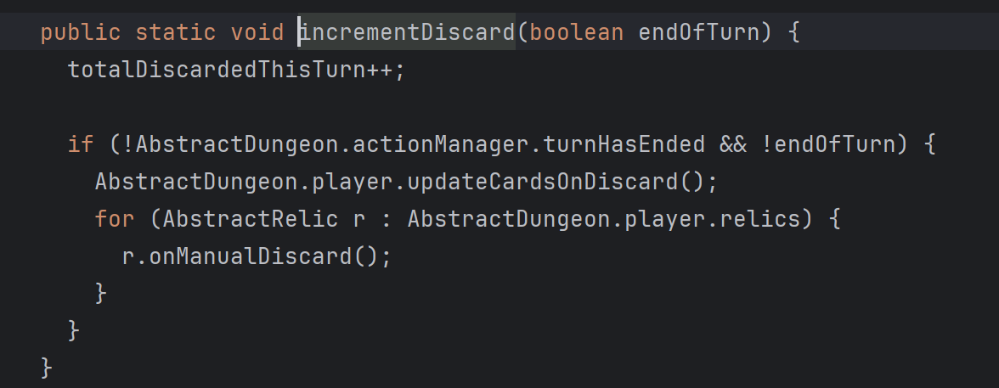 public static void incrementDiscard(boolean endOfTurn) {
totalDiscardedThisTurn++;
if (!AbstractDungeon.actionManager.turnHasEnded && !endOfTurn) {
AbstractDungeon.player.updateCardsOnDiscard();
for (AbstractRelic r : AbstractDungeon.player.relics) {
r.onManualDiscard();
}
}
}